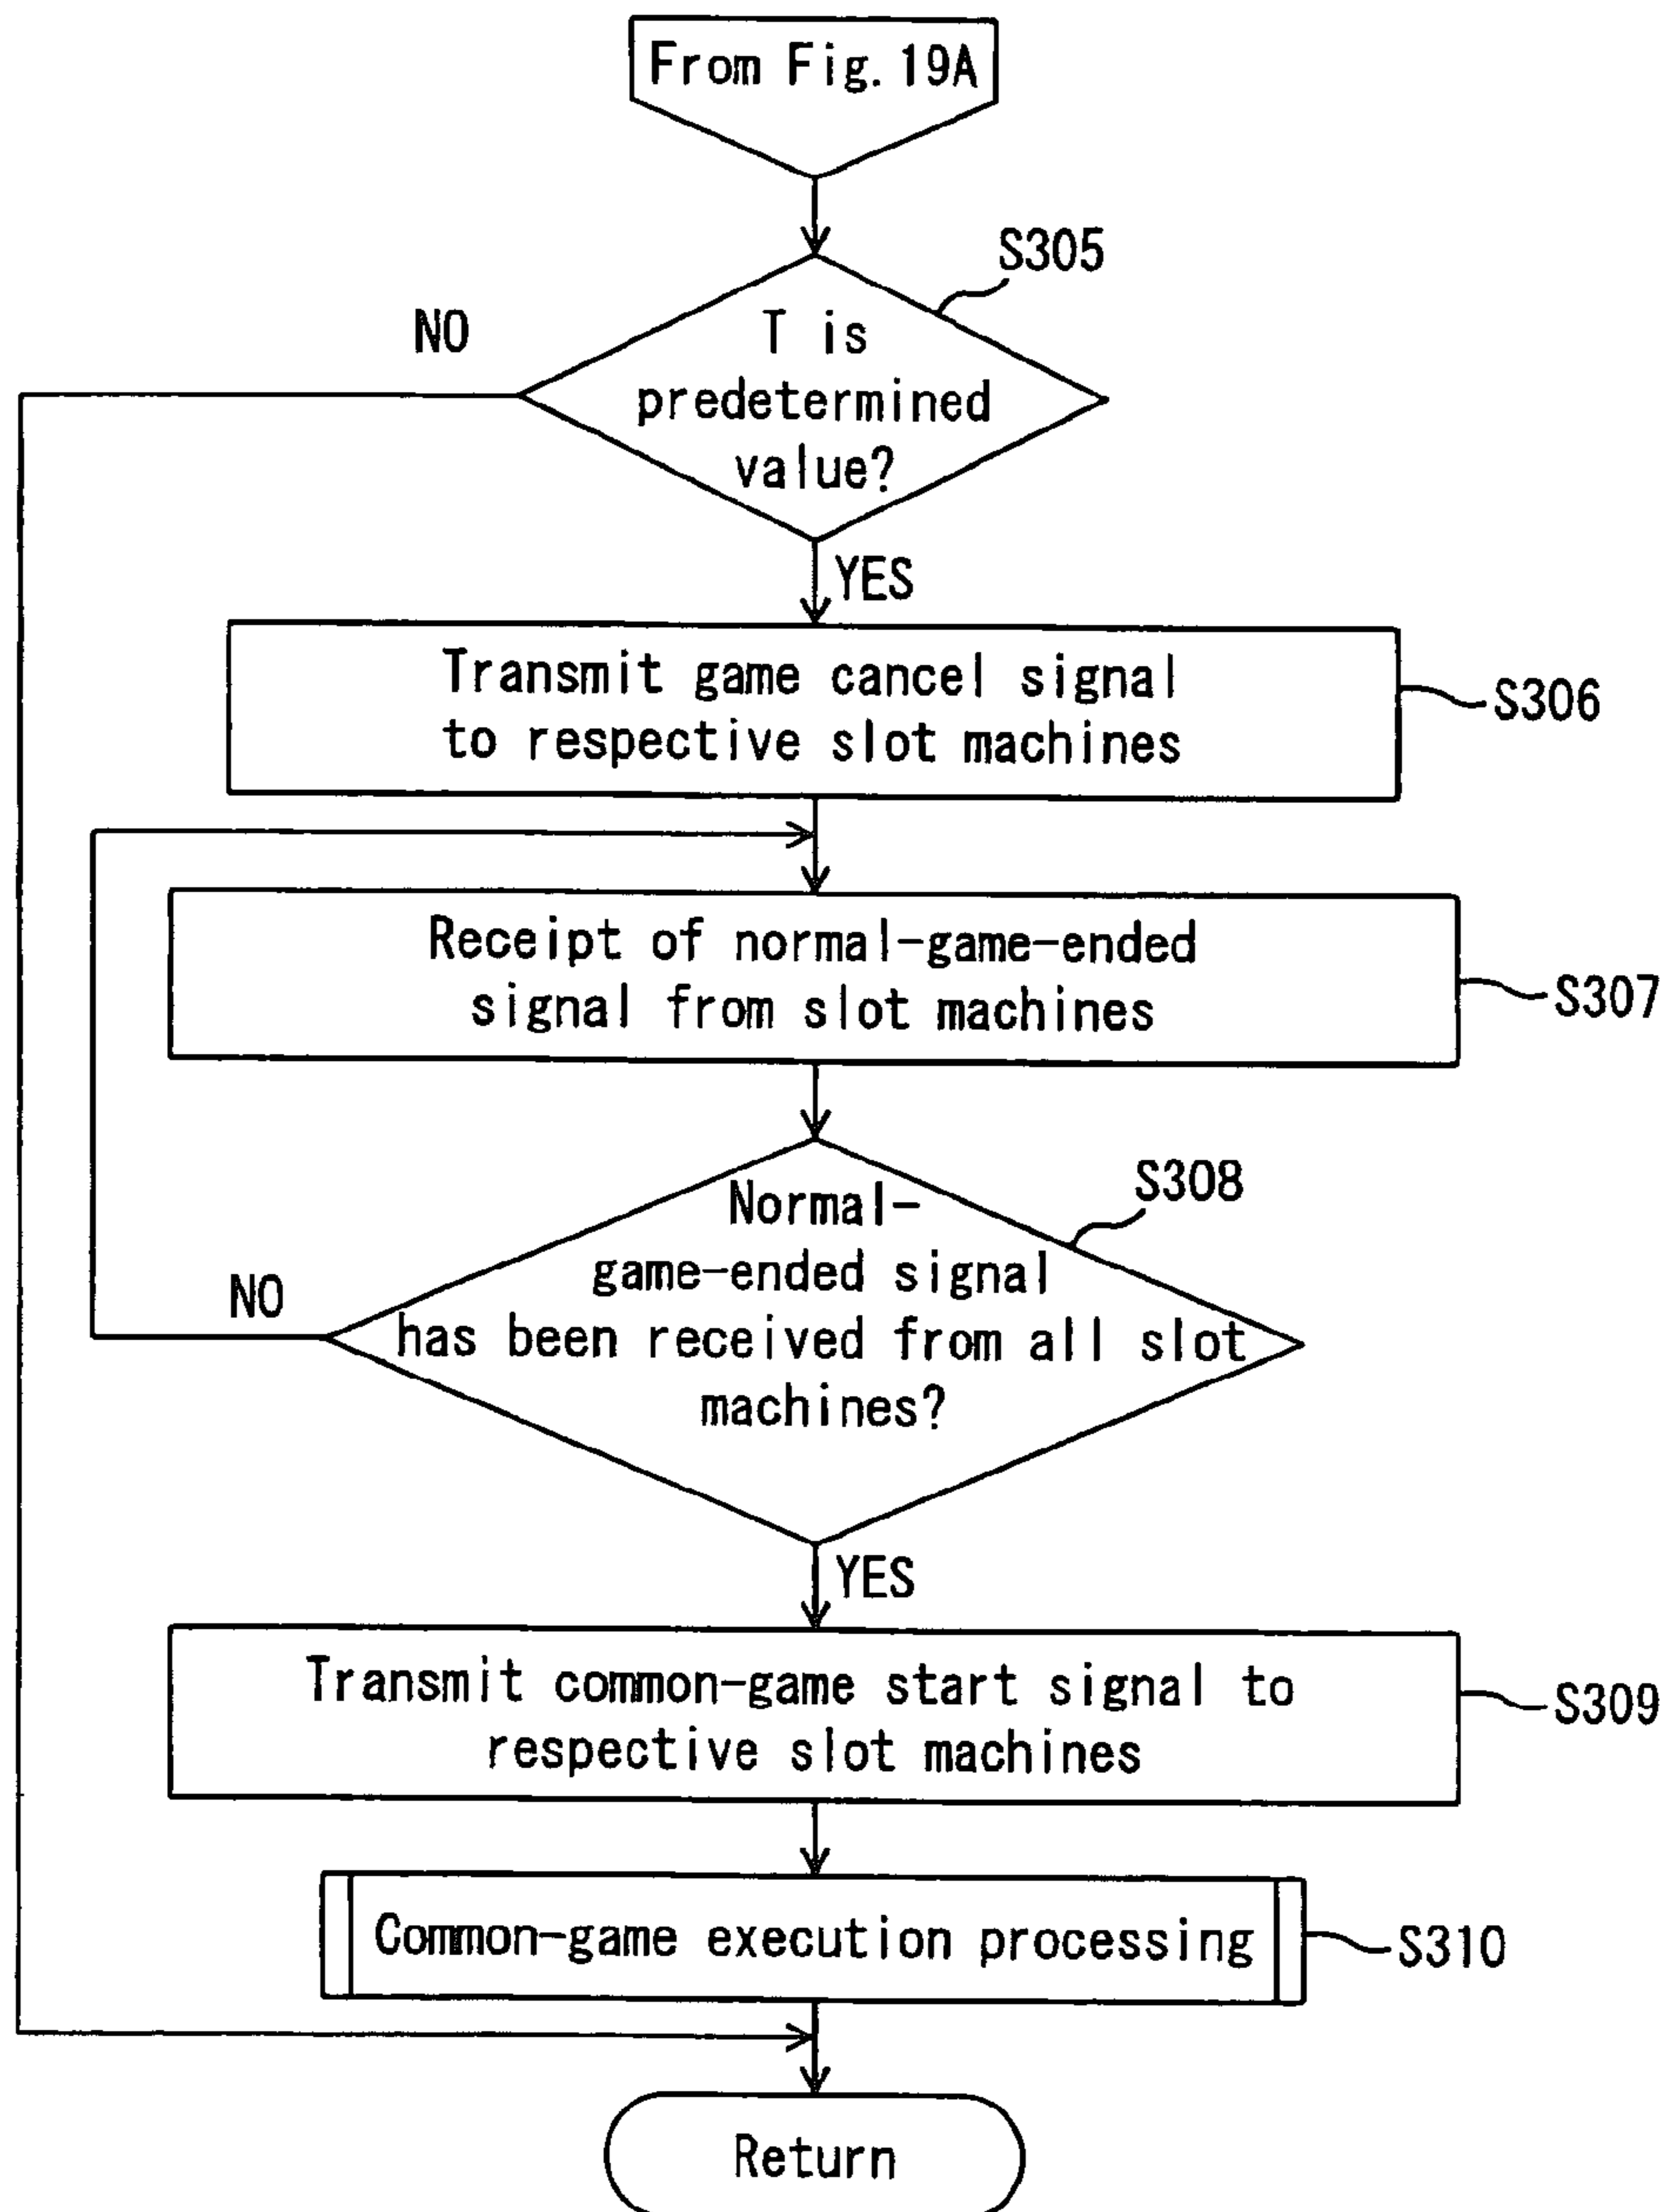 From Fig. 19A
S305
NO
T is
predetermined
value?
YES
Transmit game cancel signal
to respective slot machines
S306
Receipt of normal-game-ended
signal from slot machines
S307
S308
Normal-
game-ended signal
NO
has been received from all slot
machines?
YES
Transmit common-game start signal to
respective slot machines
S309
Common-game execution processing
S310
Return